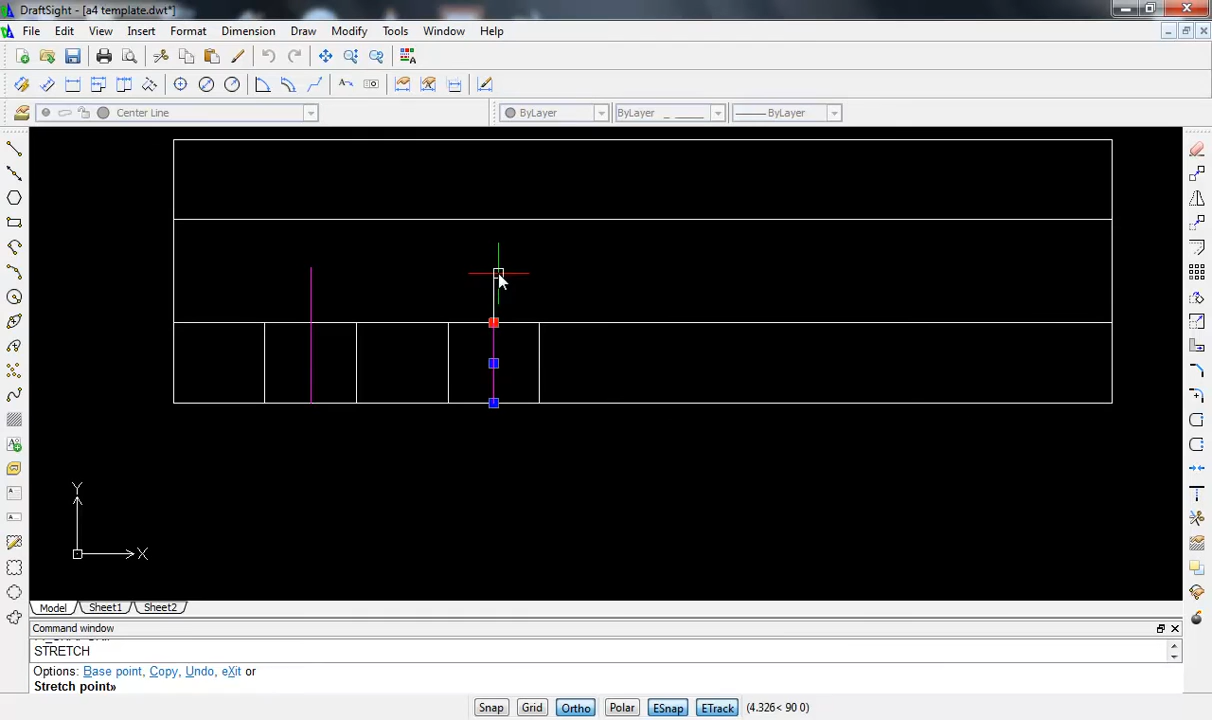 DraftSight - [a4 template.dwt*]
File Edit View Insert Format Dimension Draw Modify Tools Window Help
Center Line ByLayer ByLayer ByLayer
Y
X
Model Sheet1 Sheet2
Command window
STRETCH
Options: Base point, Copy, Undo, eXit or
Stretch point»
Snap Grid Ortho Polar ESnap ETrack (4.326< 90 0)